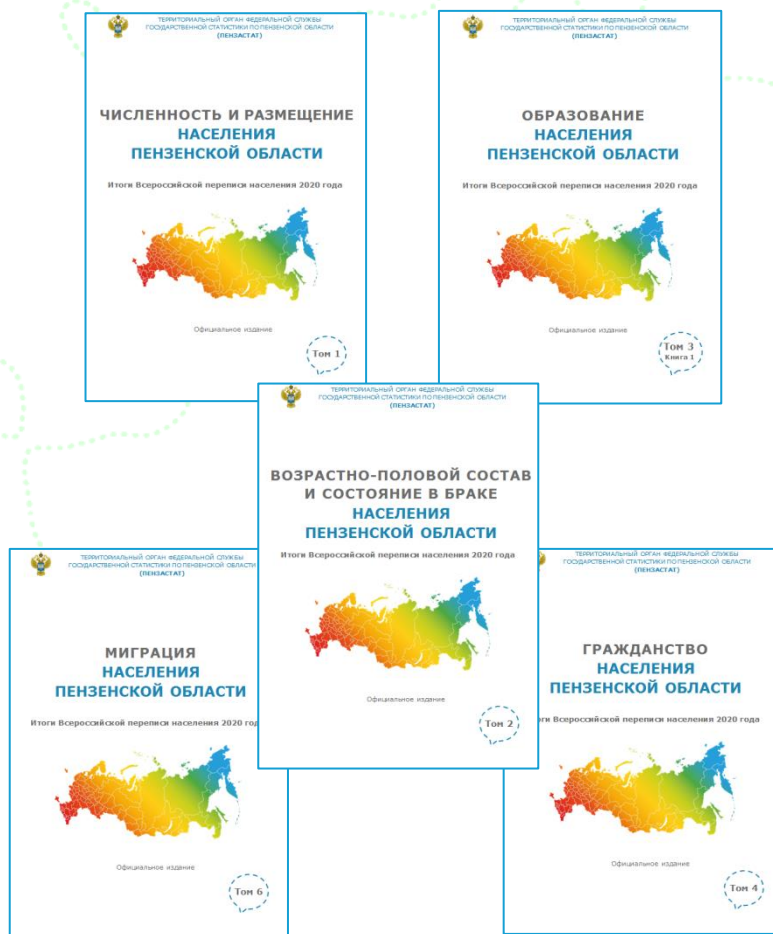 ТЕРРИТОРИАЛЬНЫЙ ОРГАН ФЕДЕРАЛЬНОЙ СЛУЖБЫ
ГОСУДАРСТВЕННОЙ СТАТИСТИКИ ПО ПЕНЗЕНСКОЙ ОБЛАСТИ
(ПЕНЗАСТАТ)
ЧИСЛЕННОСТЬ И РАЗМЕЩЕНИЕ
НАСЕЛЕНИЯ
ПЕНЗЕНСКОЙ ОБЛАСТИ
Итоги Всероссийской переписи населения 2020 года
Официальное издание
Том 1
ТЕРРИТОРИАЛЬНЫЙ ОРГАН ФЕДЕРАЛЬНОЙ СЛУЖБЫ
ГОСУДАРСТВЕННОЙ СТАТИСТИКИ ПО ПЕНЗЕНСКОЙ ОБЛАСТИ
(ПЕНЗАСТАТ)
ОБРАЗОВАНИЕ
НАСЕЛЕНИЯ
ПЕНЗЕНСКОЙ ОБЛАСТИ
Итоги Всероссийской переписи населения 2020 года
Официальное издание
Том 3
Книга 1
ТЕРРИТОРИАЛЬНЫЙ ОРГАН ФЕДЕРАЛЬНОЙ СЛУЖБЫ
ГОСУДАРСТВЕННОЙ СТАТИСТИКИ ПО ПЕНЗЕНСКОЙ ОБЛАСТИ
(ПЕНЗАСТАТ)
ВОЗРАСТНО-ПОЛОВОЙ СОСТАВ
И СОСТОЯНИЕ В БРАКЕ
НАСЕЛЕНИЯ
ПЕНЗЕНСКОЙ ОБЛАСТИ
Итоги Всероссийской переписи населения 2020 года
Официальное издание
Том 2
ТЕРРИТОРИАЛЬНЫЙ ОРГАН ФЕДЕРАЛЬНОЙ СЛУЖБЫ
ГОСУДАРСТВЕННОЙ СТАТИСТИКИ ПО ПЕНЗЕНСКОЙ ОБЛАСТИ
(ПЕНЗАСТАТ)
МИГРАЦИЯ
НАСЕЛЕНИЯ
ПЕНЗЕНСКОЙ ОБЛАСТИ
Итоги Всероссийской переписи населения 2020
Официальное издание
Том 6
ТЕРРИТОРИАЛЬНЫЙ ОРГАН ФЕДЕРАЛЬНОЙ СЛУЖБЫ
ГОСУДАРСТВЕННОЙ СТАТИСТИКИ ПО ПЕНЗЕНСКОЙ ОБЛАСТИ
(ПЕНЗАСТАТ)
ГРАЖДАНСТВО
НАСЕЛЕНИЯ
ПЕНЗЕНСКОЙ ОБЛАСТИ
Всероссийской переписи населения 2020 года
Официальное издание
Том 4